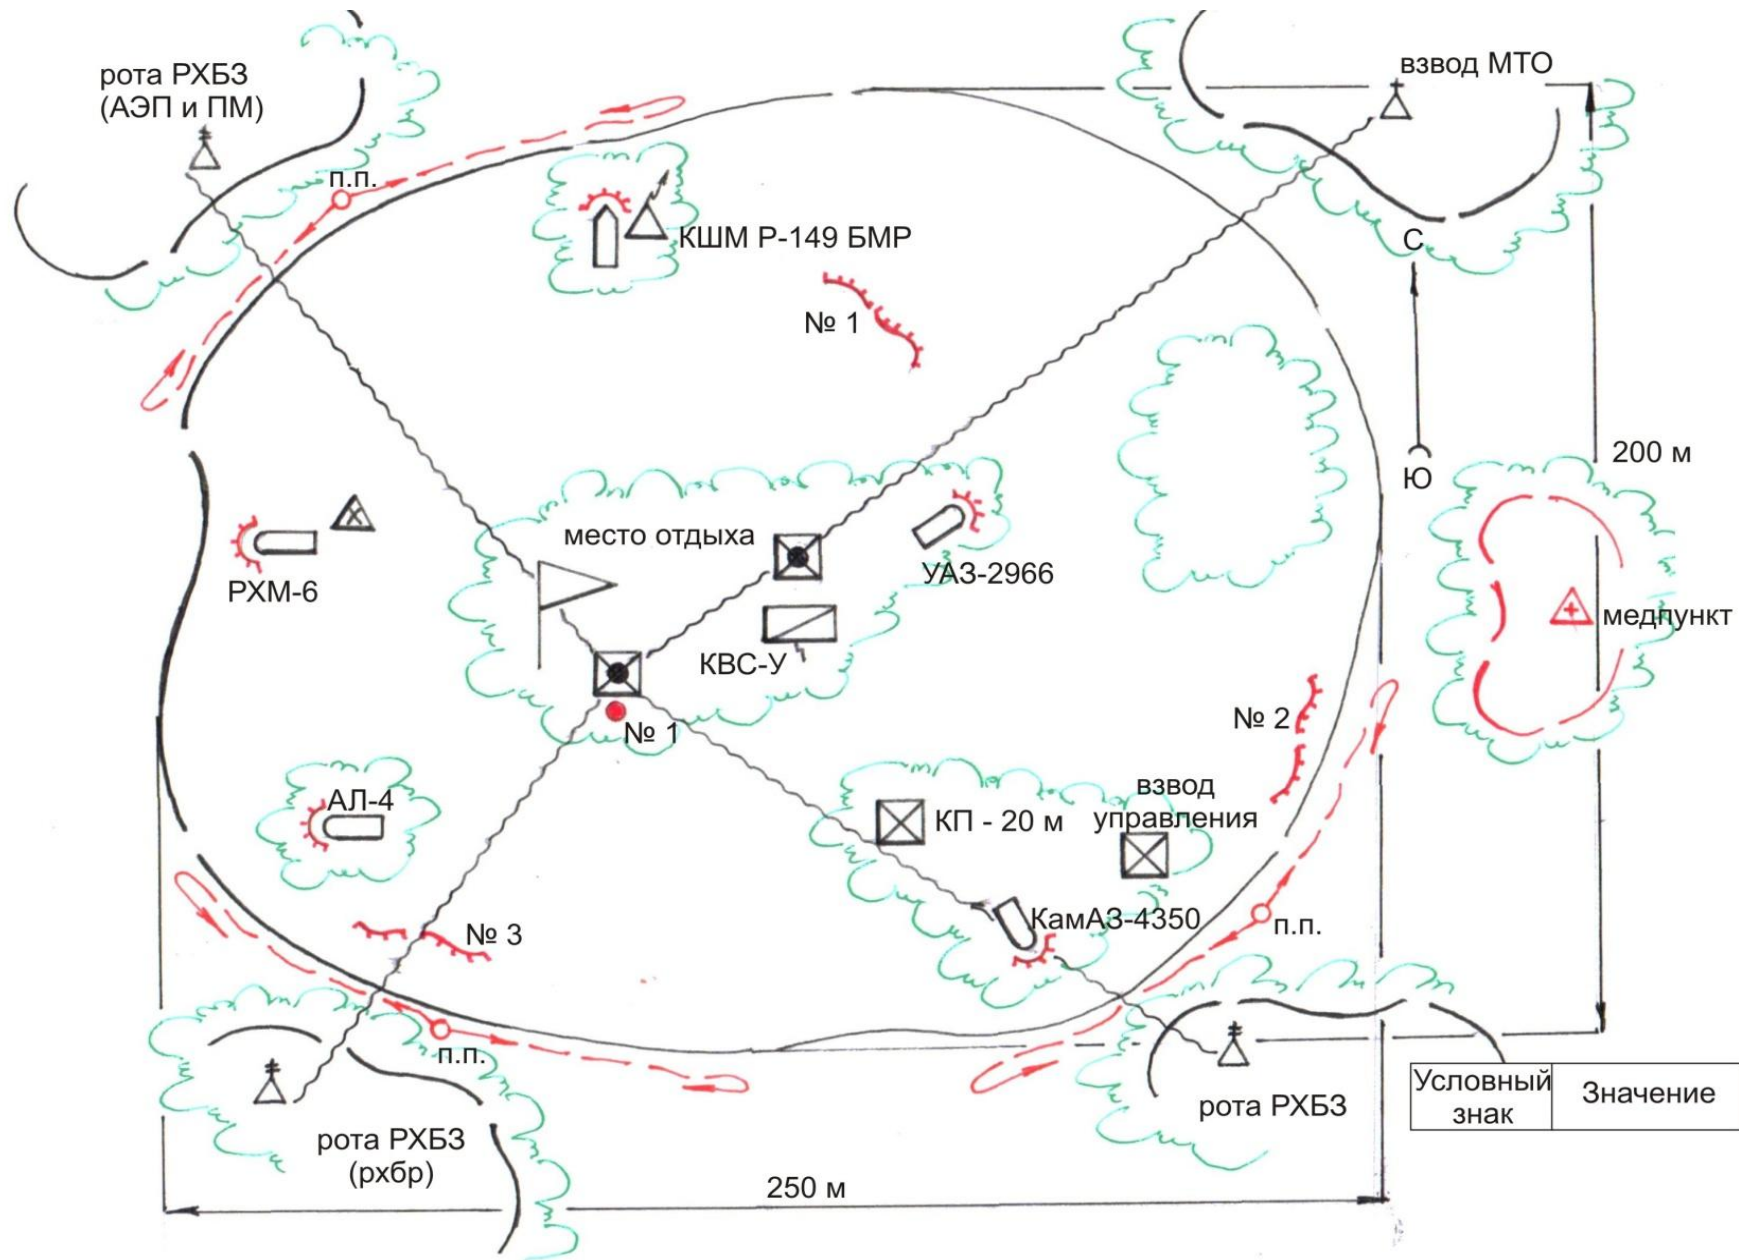 рота РХБЗ
(АЭП и ПМ)
взвод МТО
п.п.
КШМ Р-149 БМР
С
№ 1
200 м
Ю
место отдыха
УАЗ-2966
РХМ-6
медпункт
КВС-У
№ 1
№ 2
АЛ-4
взвод
управления
КП - 20 м
КамАЗ-4350
п.п.
№ 3
п.п.
рота РХБЗ
(рхбр)
рота РХБЗ
Условный
знак
Значение
250 м